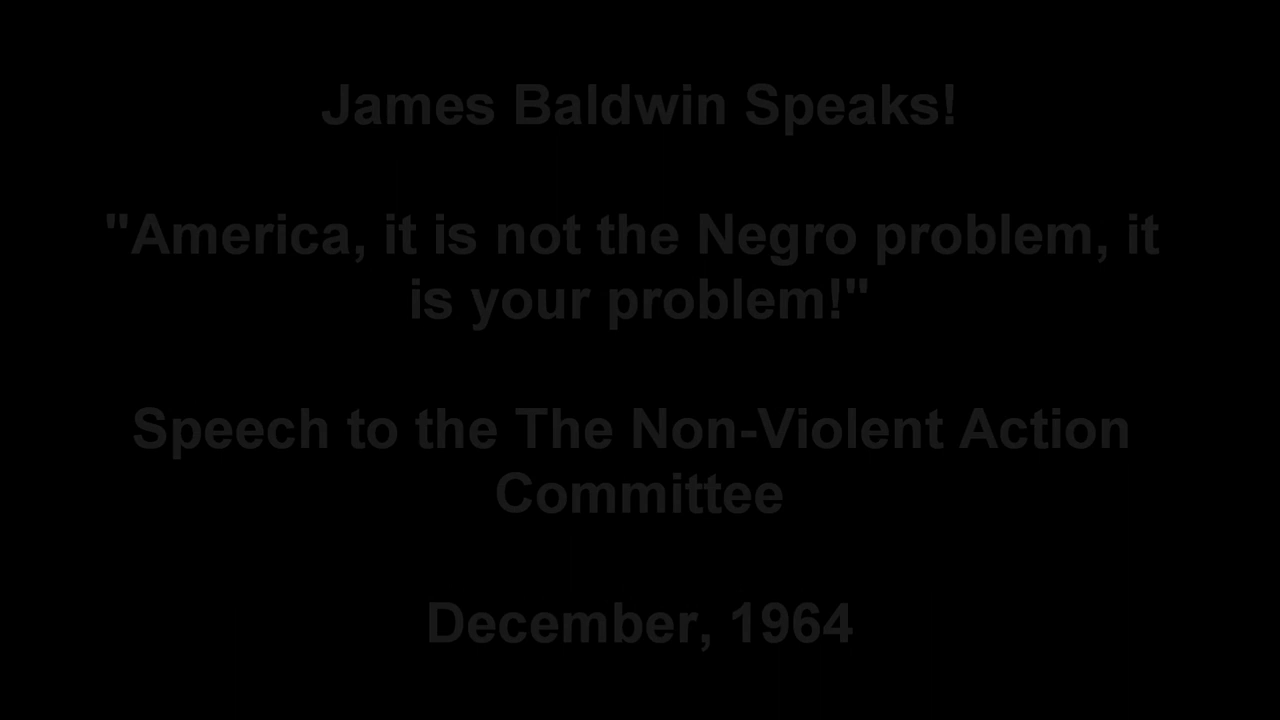 James Baldwin Speaks!
"America, it is not the Negro problem, it
is your problem!"
Speech to the The Non-Violent Action
Committee
December, 1964